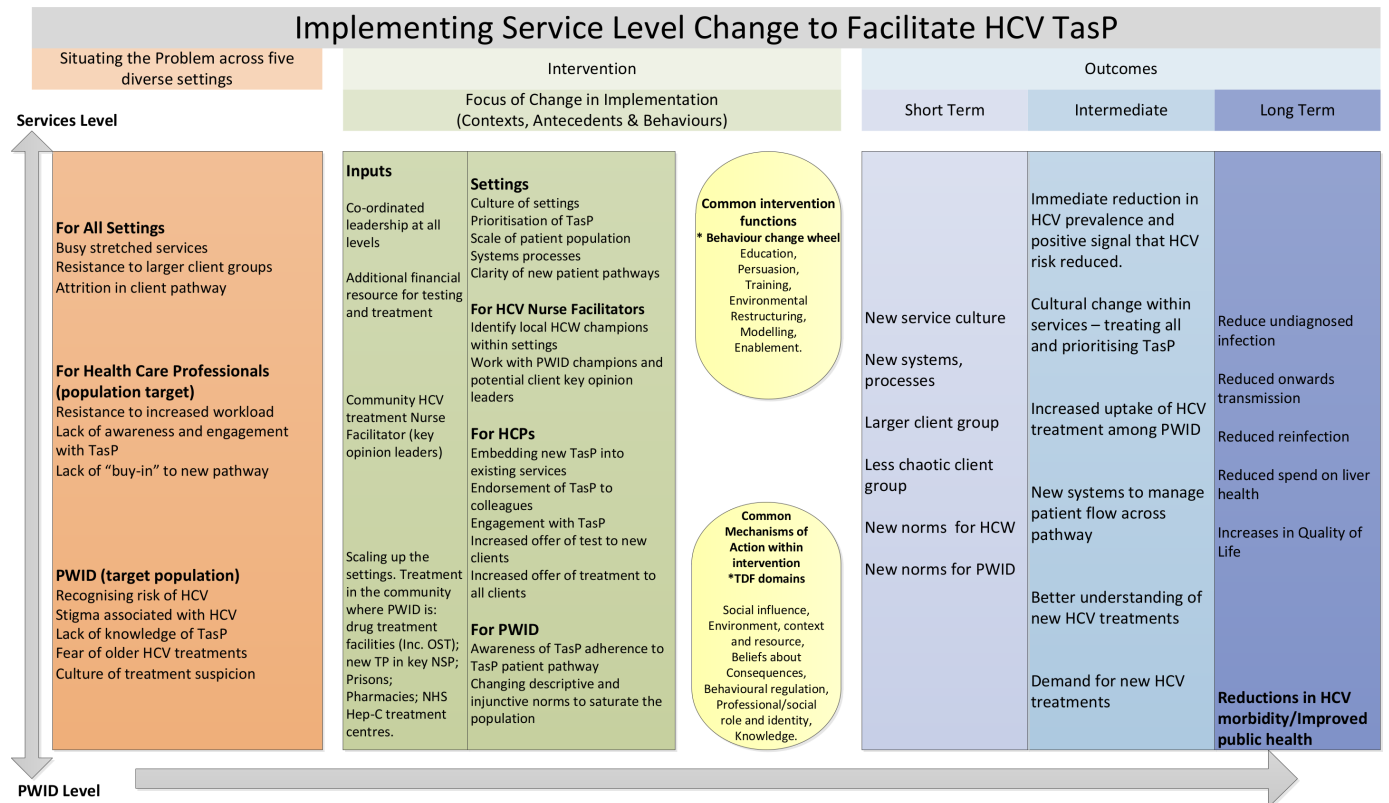 Implementing Service Level Change to Facilitate HCV TasP
Situating the Problem across five
diverse settings
Intervention
Outcomes
Focus of Change in Implementation
(Contexts, Antecedents & Behaviours)
Short Term
Intermediate
Long Term
Services Level
For All Settings
Busy stretched services
Resistance to larger client groups
Attrition in client pathway
For Health Care Professionals
(population target)
Resistance to increased workload
Lack of awareness and engagement
with TasP
Lack of “buy-in” to new pathway
PWID (target population)
Recognising risk of HCV
Stigma associated with HCV
Lack of knowledge of TasP
Fear of older HCV treatments
Culture of treatment suspicion
Inputs
Co-ordinated
leadership at all
levels
Additional financial
resource for testing
and treatment
Community HCV
treatment Nurse
Facilitator (key
opinion leaders)
Scaling up the
settings. Treatment
in the community
where PWID is:
drug treatment
facilities (Inc. OST);
new TP in key NSP;
Prisons;
Pharmacies; NHS
Hep-C treatment
centres.
Settings
Culture of settings
Prioritisation of TasP
Scale of patient population
Systems processes
Clarity of new patient pathways
For HCV Nurse Facilitators
Identify local HCW champions
within settings
Work with PWID champions and
potential client key opinion
leaders
For HCPs
Embedding new TasP into
existing services
Endorsement of TasP to
colleagues
Engagement with TasP
Increased offer of test to new
clients
Increased offer of treatment to
all clients
For PWID
Awareness of TasP adherence to
TasP patient pathway
Changing descriptive and
injunctive norms to saturate the
population
Common intervention
functions
* Behaviour change wheel
Education,
Persuasion,
Training,
Environmental
Restructuring,
Modelling,
Enablement.
Common
Mechanisms of
Action within
intervention
*TDF domains
Social influence,
Environment, context
and resource,
Beliefs about
Consequences,
Behavioural regulation,
Professional/social
role and identity,
Knowledge.
New service culture
New systems,
processes
Larger client group
Less chaotic client
group
New norms  for HCW
New norms for PWID
Immediate reduction in
HCV prevalence and
positive signal that HCV
risk reduced.
Cultural change within
services – treating all
and prioritising TasP
Increased uptake of HCV
treatment among PWID
New systems to manage
patient flow across
pathway
Better understanding of
new HCV treatments
Demand for new HCV
treatments
Reduce undiagnosed
infection
Reduced onwards
transmission
Reduced reinfection
Reduced spend on liver
health
Increases in Quality of
Life
Reductions in HCV
morbidity/Improved
public health
PWID Level